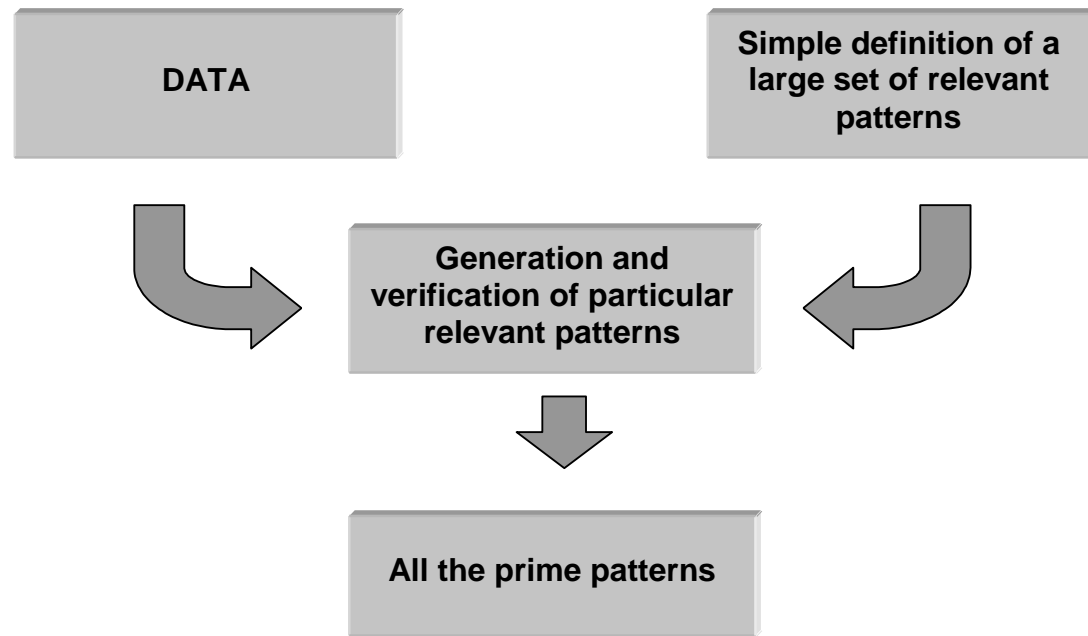 DATA
Simple definition of a
large set of relevant
patterns
Generation and
verification of particular
relevant patterns
All the prime patterns